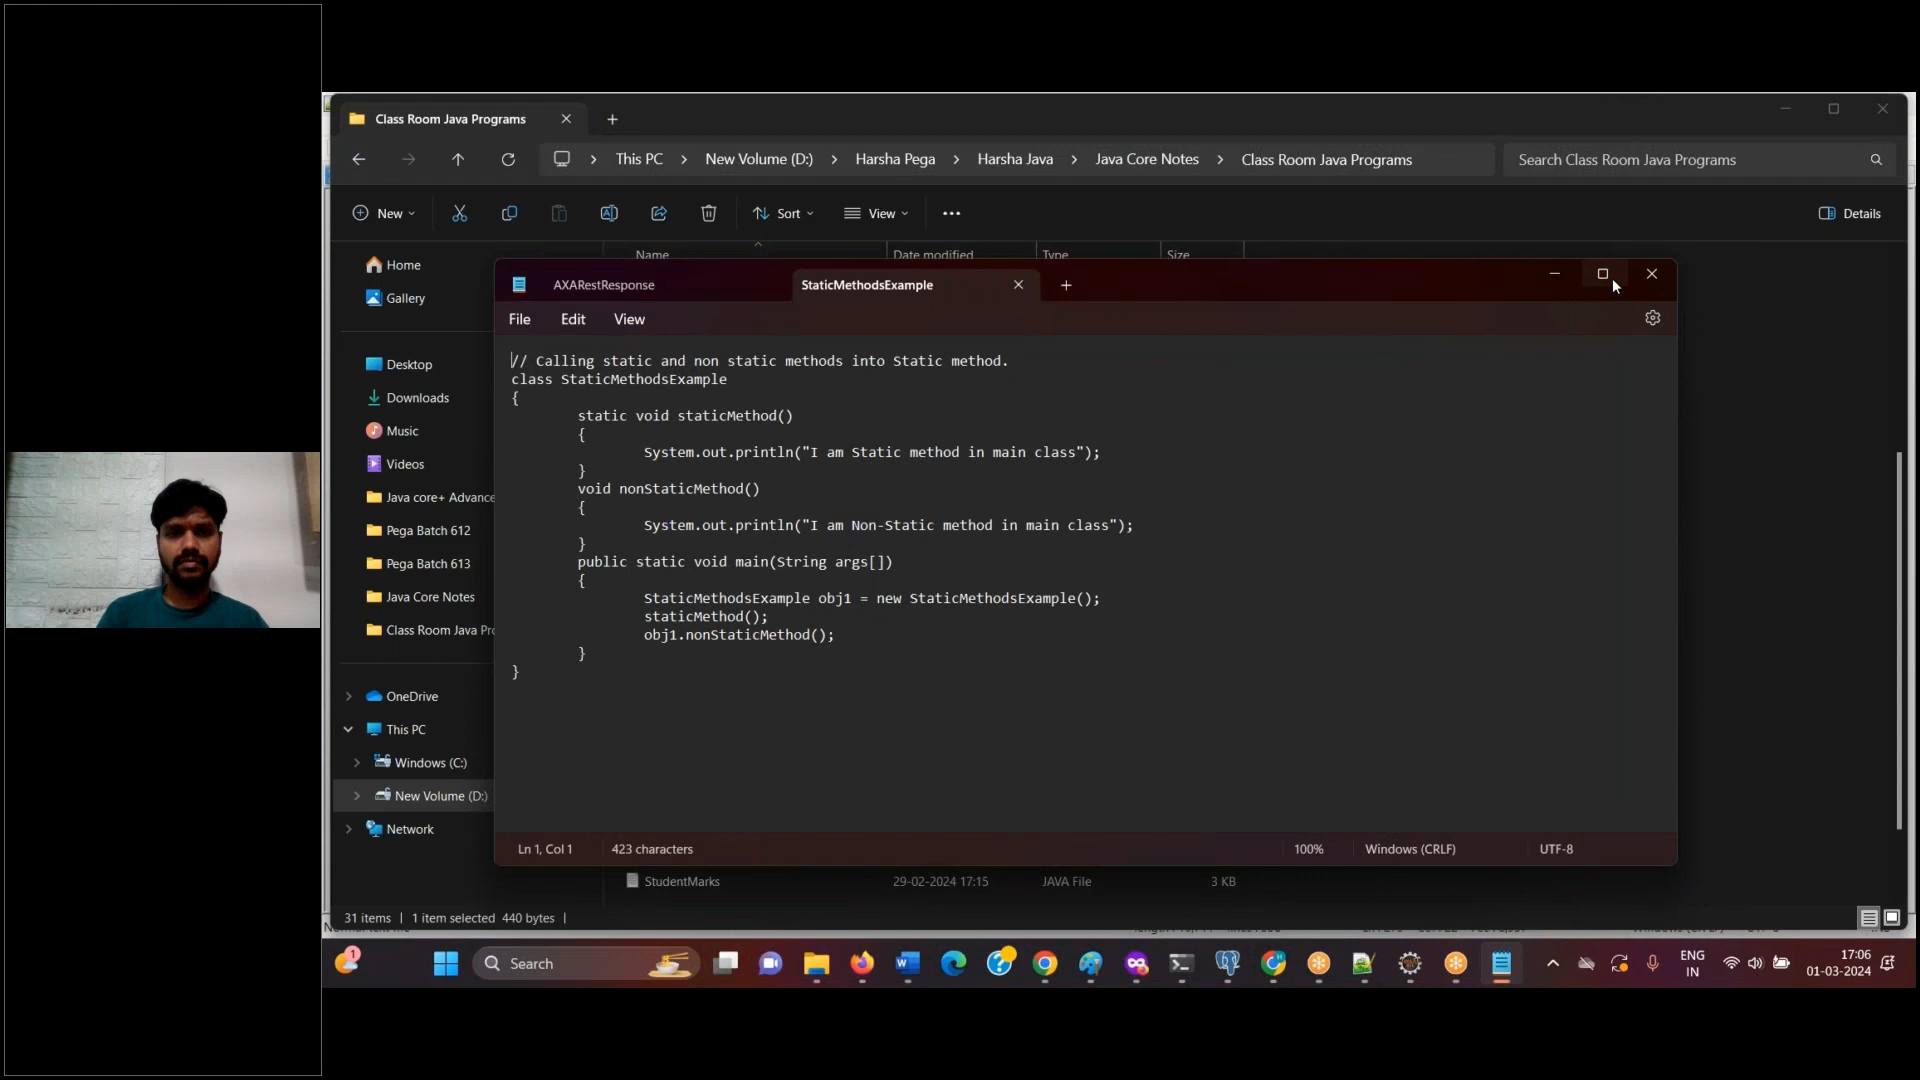 Class Room Java Programs
This PC > New Volume (D:) > Harsha Pega > Harsha Java > Java Core Notes > Class Room Java Programs
Search Class Room Java Programs
New
Sort
View
Details
Name
Date modified
Type
Size
Home
Gallery
Desktop
Downloads
Music
Videos
Java core+ Advance
Pega Batch 612
Pega Batch 613
Java Core Notes
Class Room Java Pr
OneDrive
This PC
Windows (C:)
New Volume (D:)
Network
AXARestResponse
StaticMethodsExample
File Edit View
// Calling static and non static methods into Static method.
class StaticMethodsExample
{
static void staticMethod()
{
System.out.println("I am Static method in main class");
}
void nonStaticMethod()
{
System.out.println("I am Non-Static method in main class");
}
public static void main(String args[])
{
StaticMethodsExample obj1 = new StaticMethodsExample();
staticMethod();
obj1.nonStaticMethod();
}
}
Ln 1, Col 1
423 characters
100%
Windows (CRLF)
UTF-8
StudentMarks 29-02-2024 17:15 JAVA File 3 KB
31 items | 1 item selected 440 bytes |
1
Search
ENG
IN
17:06
01-03-2024